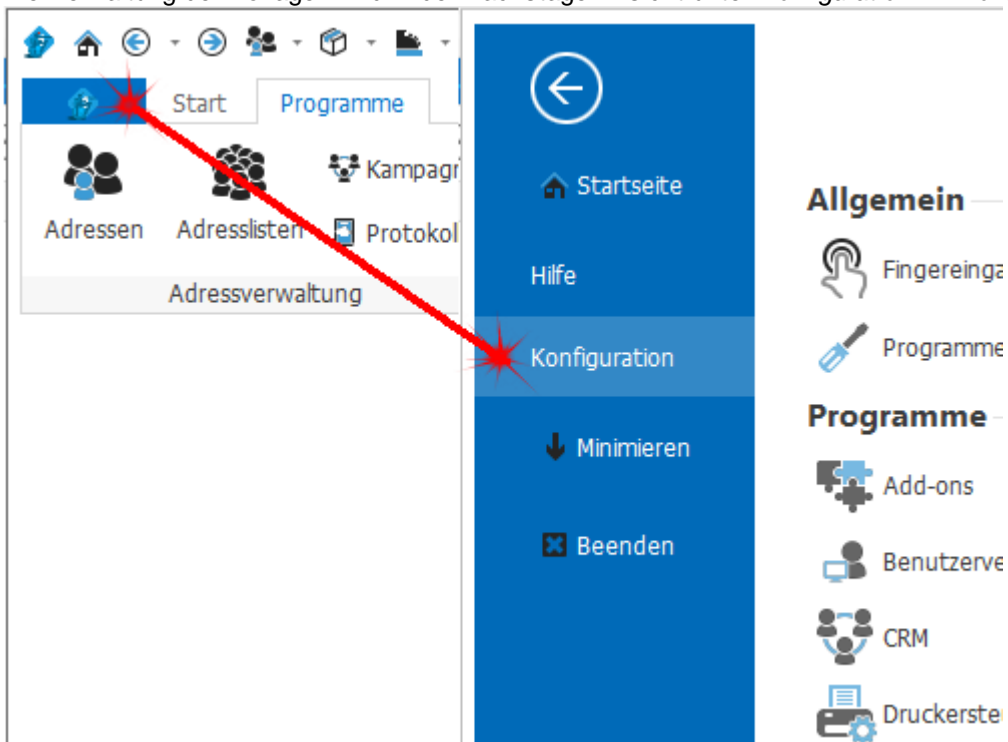 Start
Programme
Kampagr
Adressen
Adresslisten
Protokol
Adressverwaltung
Startseite
Hilfe
Konfiguration
Minimieren
Beenden
Allgemein
Fingereinga
Programme
Programme
Add-ons
Benutzerve
CRM
Druckerste